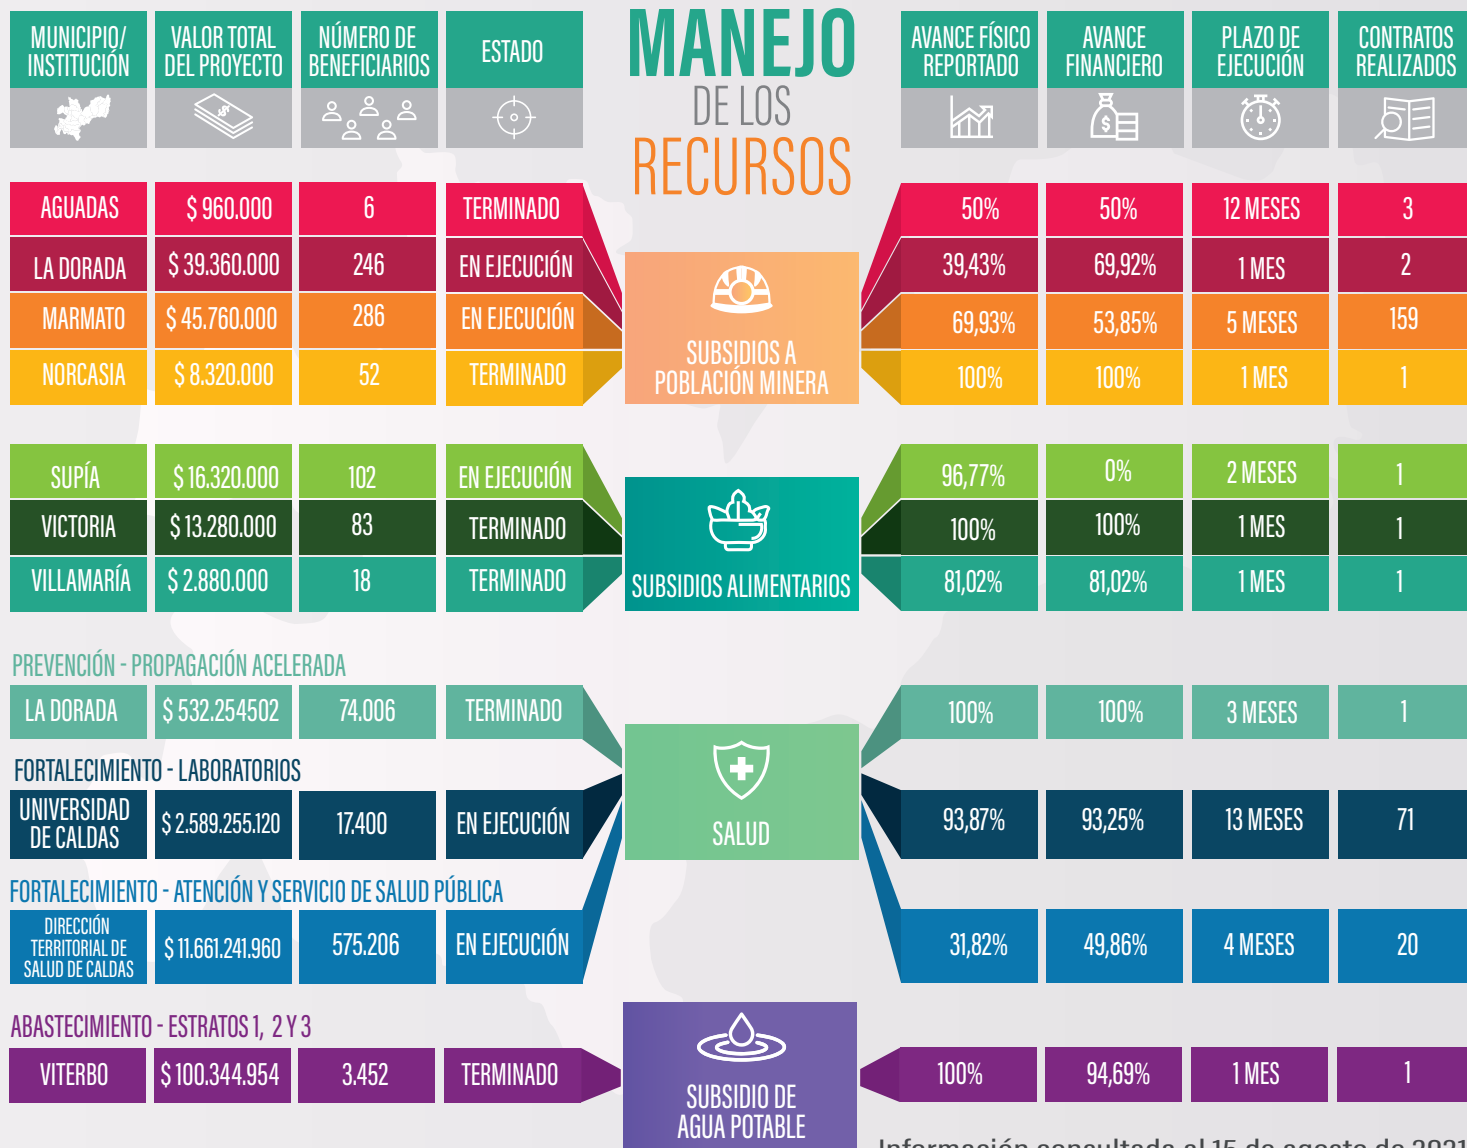 MANEJO
DE LOS
RECURSOS
MUNICIPIO/
INSTITUCIÓN
VALOR TOTAL
DEL PROYECTO
NÚMERO DE
BENEFICIARIOS
ESTADO
AVANCE FÍSICO
REPORTADO
AVANCE
FINANCIERO
PLAZO DE
EJECUCIÓN
CONTRATOS
REALIZADOS
AGUADAS $ 960.000 6 TERMINADO 50% 50% 12 MESES 3
LA DORADA $ 39.360.000 246 EN EJECUCIÓN 39,43% 69,92% 1 MES 2
MARMATO $ 45.760.000 286 EN EJECUCIÓN 69,93% 53,85% 5 MESES 159
NORCASIA $ 8.320.000 52 TERMINADO 100% 100% 1 MES 1
SUBSIDIOS A
POBLACIÓN MINERA
SUPÍA $ 16.320.000 102 EN EJECUCIÓN 96,77% 0% 2 MESES 1
VICTORIA $ 13.280.000 83 TERMINADO 100% 100% 1 MES 1
VILLAMARÍA $ 2.880.000 18 TERMINADO 81,02% 81,02% 1 MES 1
SUBSIDIOS ALIMENTARIOS
PREVENCIÓN - PROPAGACIÓN ACELERADA
LA DORADA $ 532.254502 74.006 TERMINADO 100% 100% 3 MESES 1
FORTALECIMIENTO - LABORATORIOS
UNIVERSIDAD
DE CALDAS
$ 2.589.255.120 17.400 EN EJECUCIÓN 93,87% 93,25% 13 MESES 71
SALUD
FORTALECIMIENTO - ATENCIÓN Y SERVICIO DE SALUD PÚBLICA
DIRECCIÓN
TERRITORIAL DE
SALUD DE CALDAS
$ 11.661.241.960 575.206 EN EJECUCIÓN 31,82% 49,86% 4 MESES 20
ABASTECIMIENTO - ESTRATOS 1, 2 Y 3
VITERBO $ 100.344.954 3.452 TERMINADO 100% 94,69% 1 MES 1
SUBSIDIO DE
AGUA POTABLE
Información consultada al 15 de agosto de 2021